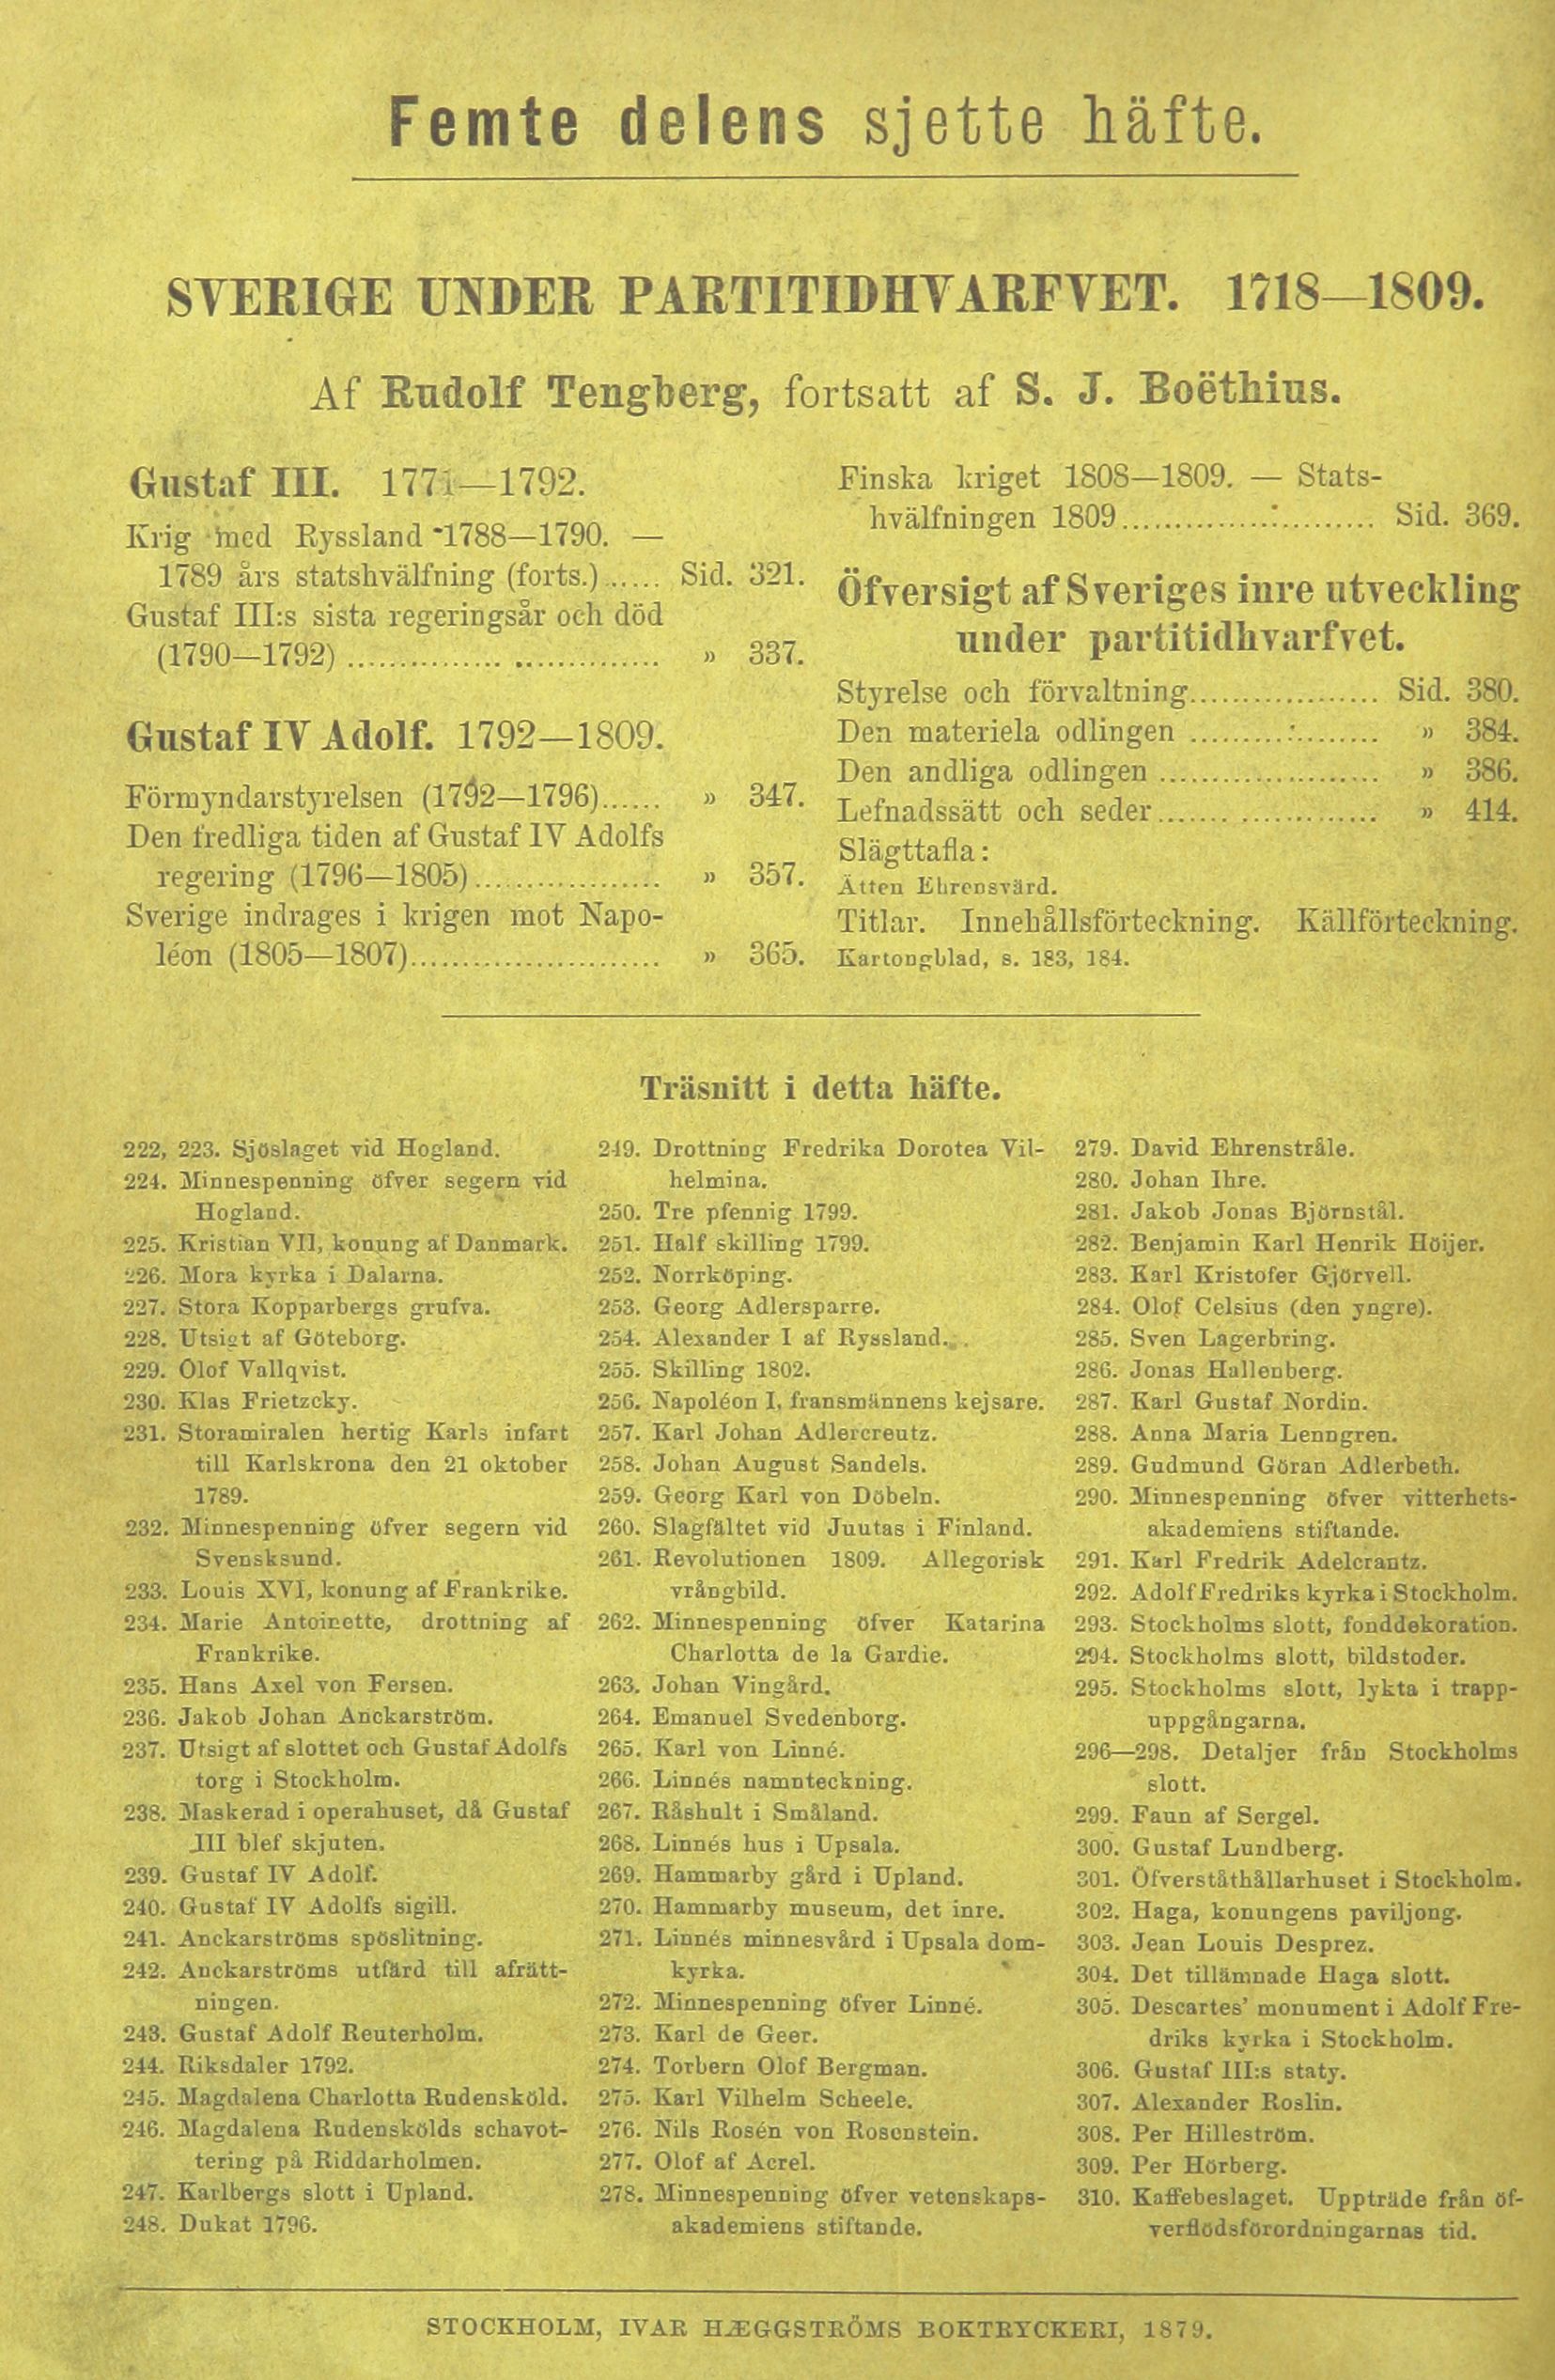 Femte delens sjette häfte.
SVERIGE UNDER PARTITIDHVARFVET. 1718—1809.
Af Rudolf Tengberg, fortsatt af S. J. Boëthius.
Gustaf III. 1771—1792.
Krig med Ryssland 1788—1790. —
1789 års statshvälfning (forts.)..... Sid. 321.
Gustaf III:s sista regeringsår och död
(1790—1792) .............................. » 337.
Gustaf IV Adolf. 1792—1809.
Förmyndarstyrelsen (1792—1796)...... » 347.
Den fredliga tiden af Gustaf IV Adolfs
regering (1796—1805).................. » 357.
Sverige indrages i krigen mot Napo-
léon (1805—1807)........................ » 365.
Finska kriget 1808—1809. — Stats-
hvälfningen 1809........................ Sid. 369.
Öfversigt af Sveriges inre utveckling
under partitidhvarfvet.
Styrelse och förvaltning.................. Sid. 380.
Den materiela odlingen .................. » 384.
Den andliga odlingen ..................... » 386.
Lefnadssätt och seder..................... » 414.
Slägttafla:
Ätten Ehrensvärd.
Titlar. Innehållsförteckning. Källförteckning.
Kartongblad, s. 183, 184.
Träsnitt i detta häfte.
222, 223. Sjöslaget vid Hogland.
224. Minnespenning öfver segern vid
Hogland.
225. Kristian VII, konung af Danmark.
226. Mora kyrka i Dalarna.
227. Stora Kopparbergs grufva.
228. Utsigt af Göteborg.
229. Olof Vallqvist.
230. Klas Frietzcky.
231. Storamiralen hertig Karls infart
till Karlskrona den 21 oktober
1789.
232. Minnespenning öfver segern vid
Svensksund.
233. Louis XVI, konung af Frankrike.
234. Marie Antoinette, drottning af
Frankrike.
235. Hans Axel von Fersen.
236. Jakob Johan Anckarström.
237. Utsigt af slottet och Gustaf Adolfs
torg i Stockholm.
238. Maskerad i operahuset, då Gustaf
III blef skjuten.
239. Gustaf IV Adolf.
240. Gustaf IV Adolfs sigill.
241. Anckarströms spöslitning.
242. Anckarströms utfärd till afrätt-
ningen.
243. Gustaf Adolf Reuterholm.
244. Riksdaler 1792.
245. Magdalena Charlotta Rudensköld.
246. Magdalena Rudenskölds schavot-
tering på Riddarholmen.
247. Karlbergs slott i Upland.
248. Dukat 1796.
249. Drottning Fredrika Dorotea Vil-
helmina.
250. Tre pfennig 1799.
251. Half skilling 1799.
252. Norrköping.
253. Georg Adlersparre.
254. Alexander I af Ryssland.
255. Skilling 1802.
256. Napoléon I, fransmännens kejsare.
257. Karl Johan Adlercreutz.
258. Johan August Sandels.
259. Georg Karl von Döbeln.
260. Slagfältet vid Juutas i Finland.
261. Revolutionen 1809. Allegorisk
vrångbild.
262. Minnespenning öfver Katarina
Charlotta de la Gardie.
263. Johan Vingård.
264. Emanuel Svedenborg.
265. Karl von Linné.
266. Linnés namnteckning.
267. Råshult i Småland.
268. Linnés hus i Upsala.
269. Hammarby gård i Upland.
270. Hammarby museum, det inre.
271. Linnés minnesvård i Upsala dom-
kyrka.
272. Minnespenning öfver Linné.
273. Karl de Geer.
274. Torbern Olof Bergman.
275. Karl Vilhelm Scheele.
276. Nils Rosén von Rosenstein.
277. Olof af Acrel.
278. Minnespenning öfver vetenskaps-
akademiens stiftande.
279. David Ehrenstråle.
280. Johan Ihre.
281. Jakob Jonas Björnstål.
282. Benjamin Karl Henrik Höijer.
283. Karl Kristofer Gjörvell.
284. Olof Celsius (den yngre).
285. Sven Lagerbring.
286. Jonas Hallenberg.
287. Karl Gustaf Nordin.
288. Anna Maria Lenngren.
289. Gudmund Göran Adlerbeth.
290. Minnespenning öfver vitterhets-
akademiens stiftande.
291. Karl Fredrik Adelcrantz.
292. Adolf Fredriks kyrka i Stockholm.
293. Stockholms slott, fonddekoration.
294. Stockholms slott, bildstoder.
295. Stockholms slott, lykta i trapp-
uppgångarna.
296—298. Detaljer från Stockholms
slott.
299. Faun af Sergel.
300. Gustaf Lundberg.
301. Öfverståthållarhuset i Stockholm.
302. Haga, konungens paviljong.
303. Jean Louis Desprez.
304. Det tillämnade Haga slott.
305. Descartes' monument i Adolf Fre-
driks kyrka i Stockholm.
306. Gustaf III:s staty.
307. Alexander Roslin.
308. Per Hilleström.
309. Per Hörberg.
310. Kaffebeslaget. Uppträde från öf-
verflödsförordningarnas tid.
STOCKHOLM, IVAR HÆGGSTRÖMS BOKTRYCKERI, 1879.